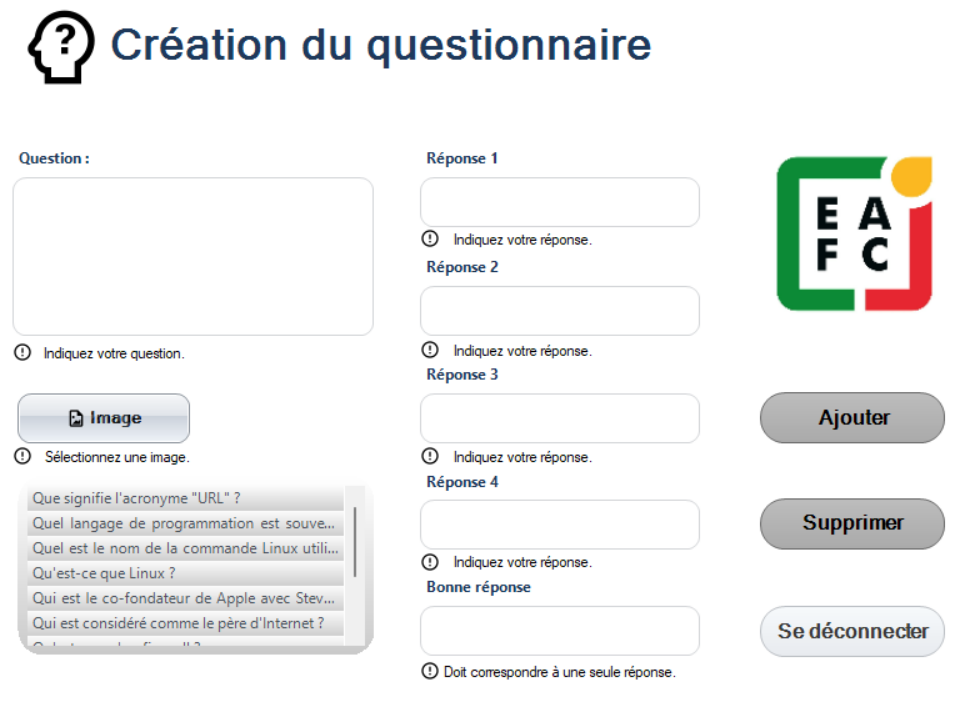 ?
Création du questionnaire
Question :
Indiquez votre question.
Image
Sélectionnez une image.
Que signifie l'acronyme "URL" ?
Quel langage de programmation est souve...
Quel est le nom de la commande Linux utili...
Qu'est-ce que Linux ?
Qui est le co-fondateur de Apple avec Stev...
Qui est considéré comme le père d'Internet ?
Réponse 1
Indiquez votre réponse.
Réponse 2
Indiquez votre réponse.
Réponse 3
Indiquez votre réponse.
Réponse 4
Indiquez votre réponse.
Bonne réponse
Doit correspondre à une seule réponse.
E A
F C
Ajouter
Supprimer
Se déconnecter